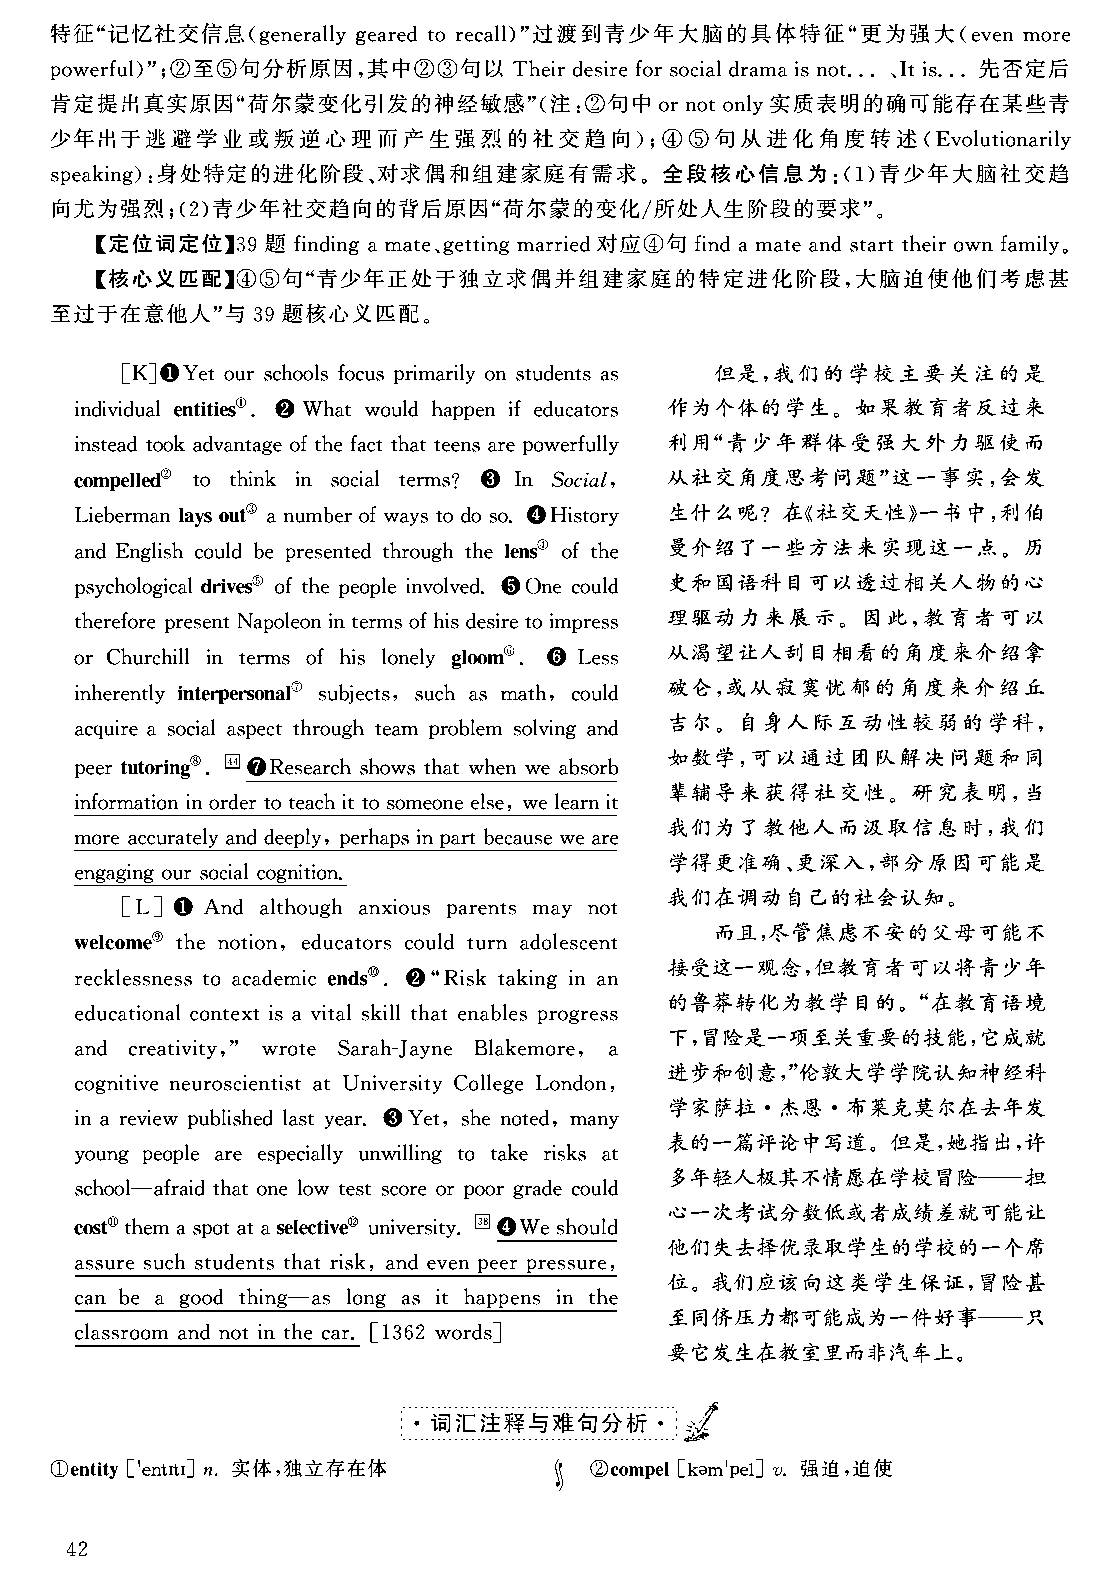 特征“记忆社交信息(generally geared to recall)”过渡到青少年大脑的具体特征“更为强大(even more
powerful)”;②至⑤句分析原因,其中②③句以 Their desire for social drama is not... 、It is... 先否定后
肯定提出真实原因“荷尔蒙变化引发的神经敏感”(注:②句中 or not only 实质表明的确可能存在某些青
少年出于逃避学业或叛逆心理而产生强烈的社交趋向);④⑤句从进化角度转述(Evolutionarily
speaking):身处特定的进化阶段、对求偶和组建家庭有需求。全段核心信息为:(1)青少年大脑社交趋
向尤为强烈;(2)青少年社交趋向的背后原因“荷尔蒙的变化/所处人生阶段的要求”。
【定位词定位】39 题 finding a mate、getting married 对应④句 find a mate and start their own family。
【核心义匹配】④⑤句“青少年正处于独立求偶并组建家庭的特定进化阶段,大脑迫使他们考虑甚
至过于在意他人”与 39 题核心义匹配。
[K]❶Yet our schools focus primarily on students as
individual entities①. ❷ What would happen if educators
instead took advantage of the fact that teens are powerfully
compelled② to think in social terms? ❸ In Social,
Lieberman lays out③ a number of ways to do so. ❹History
and English could be presented through the lens④ of the
psychological drives⑤ of the people involved. ❺One could
therefore present Napoleon in terms of his desire to impress
or Churchill in terms of his lonely gloom⑥. ❻ Less
inherently interpersonal⑦ subjects, such as math, could
acquire a social aspect through team problem solving and
peer tutoring⑧. 44 ❼Research shows that when we absorb
information in order to teach it to someone else, we learn it
more accurately and deeply, perhaps in part because we are
engaging our social cognition.
[L]❶ And although anxious parents may not
welcome⑨ the notion, educators could turn adolescent
recklessness to academic ends⑩. ❷“Risk taking in an
educational context is a vital skill that enables progress
and creativity,” wrote Sarah-Jayne Blakemore, a
cognitive neuroscientist at University College London,
in a review published last year. ❸Yet, she noted, many
young people are especially unwilling to take risks at
school—afraid that one low test score or poor grade could
cost⑪ them a spot at a selective⑫ university. 38 ❹We should
assure such students that risk, and even peer pressure,
can be a good thing—as long as it happens in the
classroom and not in the car. [1362 words]
但是,我们的学校主要关注的是
作为个体的学生。如果教育者反过来
利用“青少年群体受强大外力驱使而
从社交角度思考问题”这一事实,会发
生什么呢?在《社交天性》一书中,利伯
曼介绍了一些方法来实现这一点。历
史和国语科目可以透过相关人物的心
理驱动力来展示。因此,教育者可以
从渴望让人刮目相看的角度来介绍拿
破仑,或从寂寞忧郁的角度来介绍丘
吉尔。自身人际互动性较弱的学科,
如数学,可以通过团队解决问题和同
辈辅导来获得社交性。研究表明,当
我们为了教他人而汲取信息时,我们
学得更准确、更深入,部分原因可能是
我们在调动自己的社会认知。
而且,尽管焦虑不安的父母可能不
接受这一观念,但教育者可以将青少年
的鲁莽转化为教学目的。“在教育语境
下,冒险是一项至关重要的技能,它成就
进步和创意,”伦敦大学学院认知神经科
学家萨拉·杰恩·布莱克莫尔在去年发
表的一篇评论中写道。但是,她指出,许
多年轻人极其不情愿在学校冒险——担
心一次考试分数低或者成绩差就可能让
他们失去择优录取学生的学校的一个席
位。我们应该向这类学生保证,冒险甚
至同侪压力都可能成为一件好事——只
要它发生在教室里而非汽车上。
·词汇注释与难句分析·
①entity [ˈentɪtɪ] n. 实体,独立存在体
②compel [kəmˈpel] v. 强迫,迫使
42